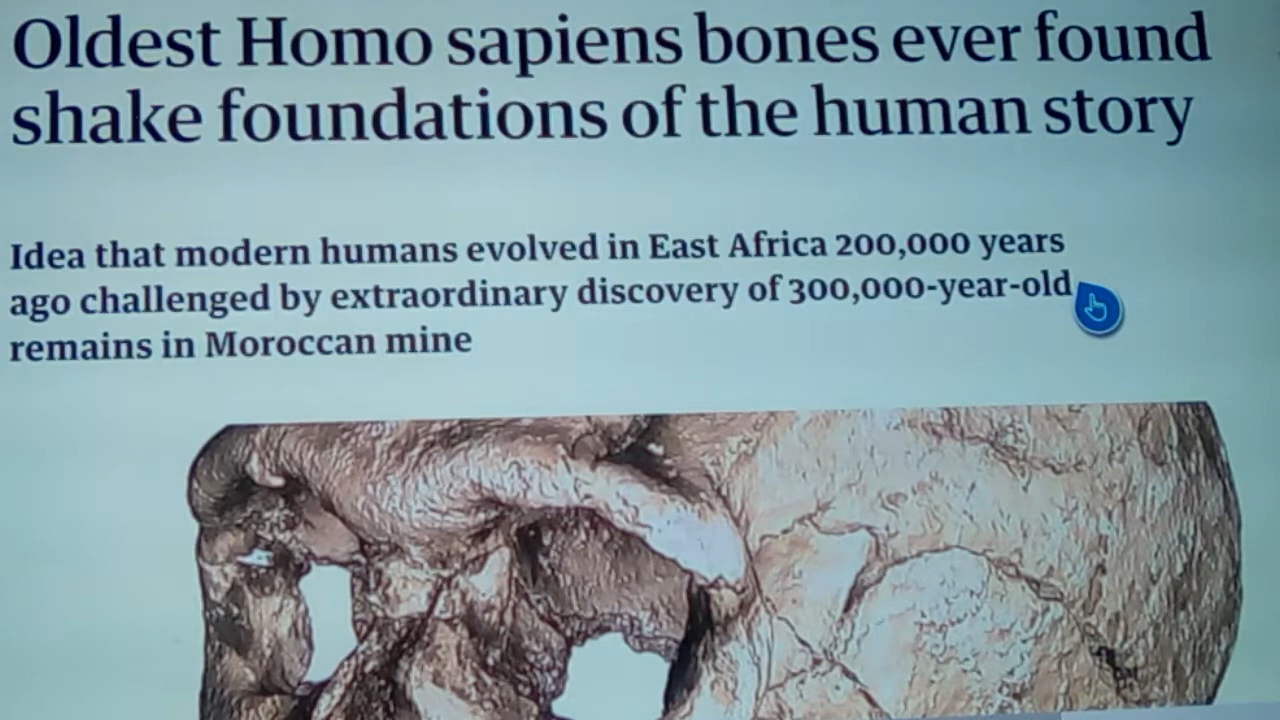 Oldest Homo sapiens bones ever found
shake foundations of the human story
Idea that modern humans evolved in East Africa 200,000 years
ago challenged by extraordinary discovery of 300,000-year-old
remains in Moroccan mine